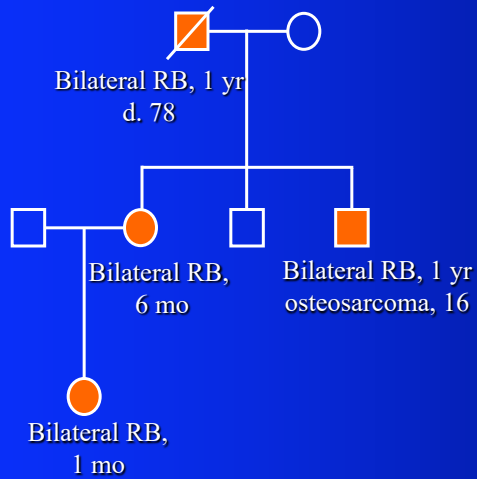 Bilateral RB, 1 yr
d. 78
Bilateral RB,
6 mo
Bilateral RB, 1 yr
osteosarcoma, 16
Bilateral RB,
1 mo